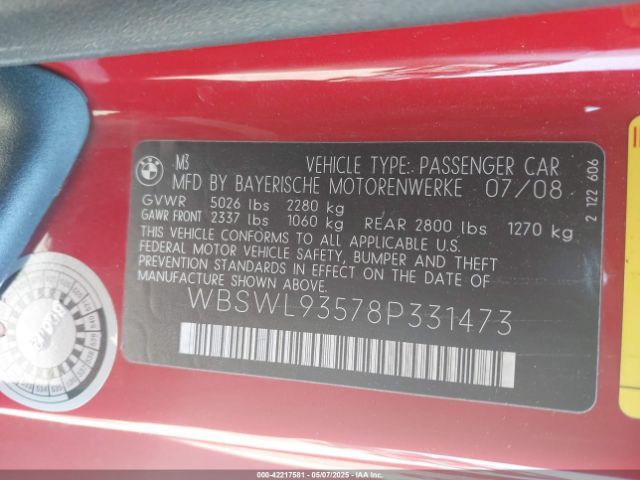 M3 VEHICLE TYPE: PASSENGER CAR
MFD BY BAYERISCHE MOTORENWERKE 07/08
GVWR 5026 lbs 2280 kg
GAWR FRONT 2337 lbs 1060 kg REAR 2800 lbs 1270 kg
THIS VEHICLE CONFORMS TO ALL APPLICABLE U.S.
FEDERAL MOTOR VEHICLE SAFETY, BUMPER AND THEFT
PREVENTION STANDARDS IN EFFECT ON THE DATE OF
MANUFACTURE SHOWN ABOVE.
WBSWL93578P331473
2 122 606
000-42217581 - 05/07/2025 - IAA Inc.